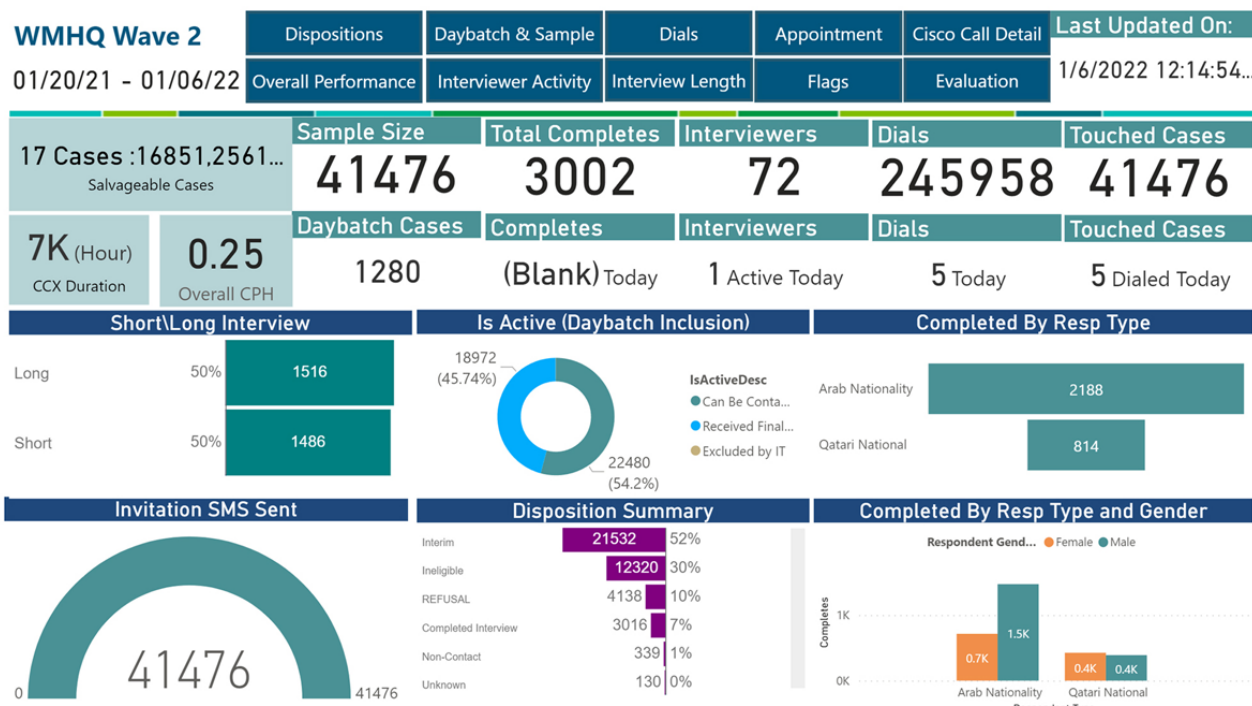 WMHQ Wave 2
01/20/21 - 01/06/22
Dispositions
Daybatch & Sample
Dials
Appointment
Cisco Call Detail
Overall Performance
Interviewer Activity
Interview Length
Flags
Evaluation
Last Updated On:
1/6/2022 12:14:54...
17 Cases :16851,2561...
Salvageable Cases
7K (Hour)
CCX Duration
0.25
Overall CPH
Sample Size
41476
Total Completes
3002
Interviewers
72
Dials
245958
Touched Cases
41476
Daybatch Cases
1280
Completes
(Blank) Today
Interviewers
1 Active Today
Dials
5 Today
Touched Cases
5 Dialed Today
Short\Long Interview
Long 50% 1516
Short 50% 1486
Is Active (Daybatch Inclusion)
18972
(45.74%)
22480
(54.2%)
IsActiveDesc
Can Be Conta...
Received Final...
Excluded by IT
Completed By Resp Type
Arab Nationality 2188
Qatari National 814
Invitation SMS Sent
41476
0
41476
Disposition Summary
Interim 21532 52%
Ineligible 12320 30%
REFUSAL 4138 10%
Completed Interview 3016 7%
Non-Contact 339 1%
Unknown 130 0%
Completed By Resp Type and Gender
Respondent Gend... Female Male
Completes
1K
0K
0.7K
1.5K
0.4K
0.4K
Arab Nationality
Qatari National